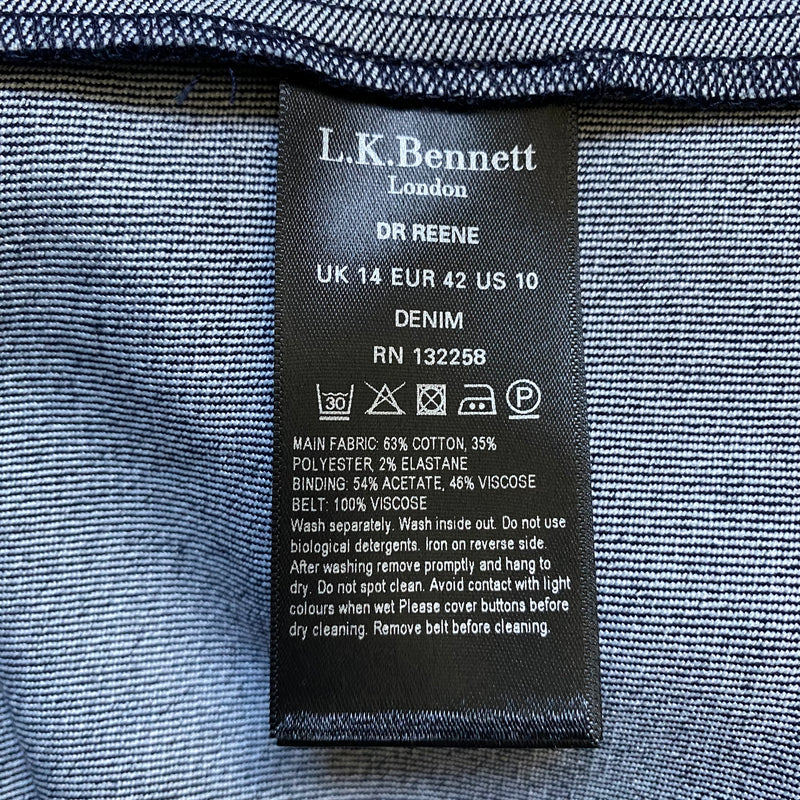 L.K.Bennett
London
DR REENE
UK 14 EUR 42 US 10
DENIM
RN 132258
30 P
MAIN FABRIC: 63% COTTON, 35%
POLYESTER, 2% ELASTANE
BINDING: 54% ACETATE, 46% VISCOSE
BELT: 100% VISCOSE
Wash separately. Wash inside out. Do not use
biological detergents. Iron on reverse side.
After washing remove promptly and hang to
dry. Do not spot clean. Avoid contact with light
colours when wet Please cover buttons before
dry cleaning. Remove belt before cleaning.